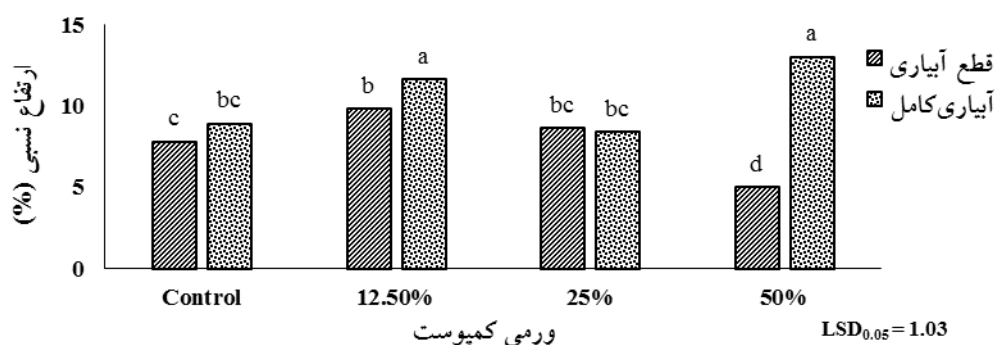 ارتفاع نسبی (%)
15
10
5
0
c
bc
b
a
bc
bc
d
a
قطع آبیاری
آبیاری کامل
Control
12.50%
25%
50%
ورمی کمپوست
LSD0.05 = 1.03